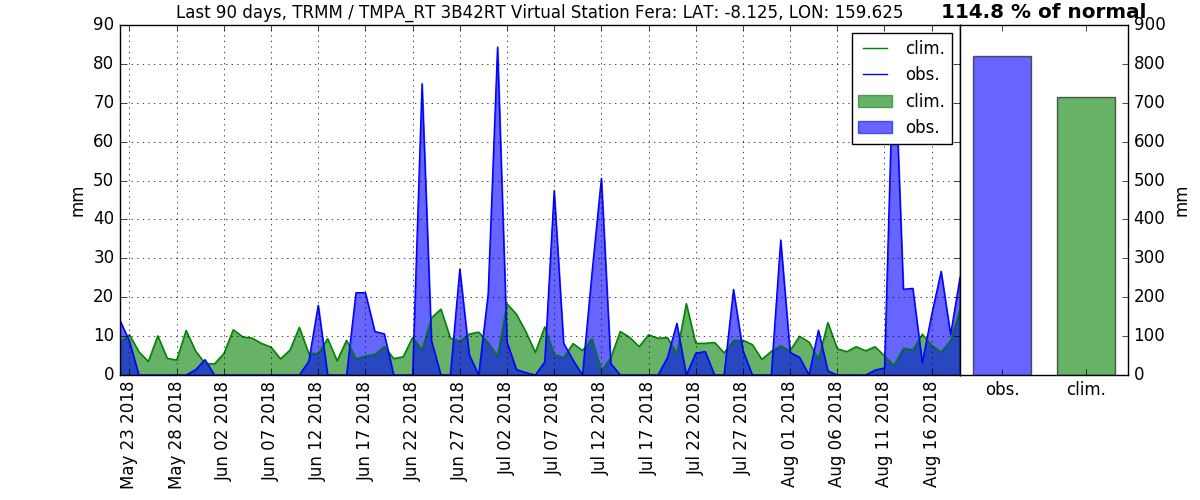 Last 90 days, TRMM / TMPA_RT 3B42RT Virtual Station Fera: LAT: -8.125, LON: 159.625
114.8 % of normal
90
80
70
60
50
40
30
20
10
0
mm
clim.
obs.
clim.
obs.
900
800
700
600
500
400
300
200
100
0
mm
May 23 2018
May 28 2018
Jun 02 2018
Jun 07 2018
Jun 12 2018
Jun 17 2018
Jun 22 2018
Jun 27 2018
Jul 02 2018
Jul 07 2018
Jul 12 2018
Jul 17 2018
Jul 22 2018
Jul 27 2018
Aug 01 2018
Aug 06 2018
Aug 11 2018
Aug 16 2018
obs.
clim.